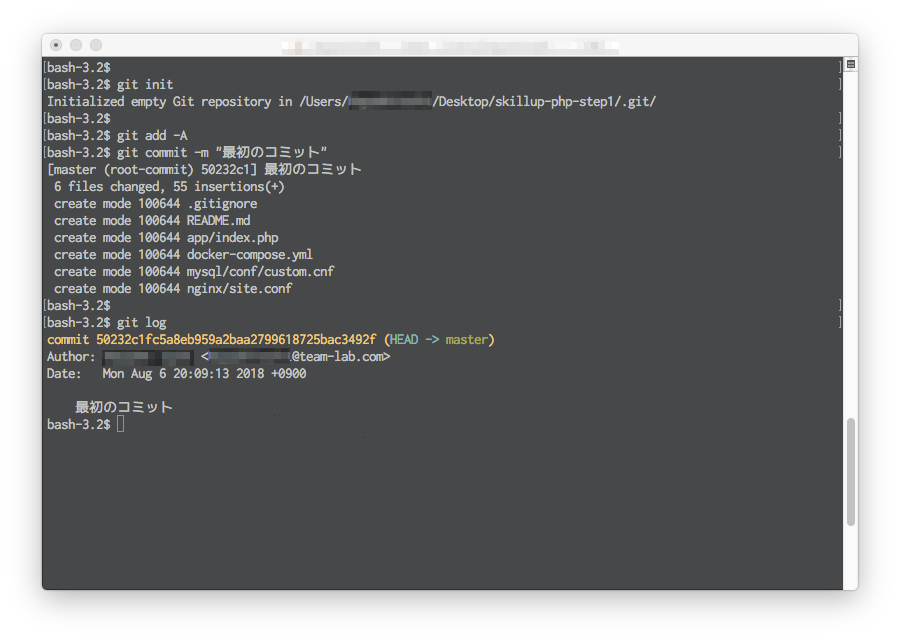 [bash-3.2$ ]
[bash-3.2$ git init ]
Initialized empty Git repository in /Users/ /Desktop/skillup-php-step1/.git/
[bash-3.2$ ]
[bash-3.2$ git add -A ]
[bash-3.2$ git commit -m "最初のコミット" ]
[master (root-commit) 50232c1] 最初のコミット
6 files changed, 55 insertions(+)
create mode 100644 .gitignore
create mode 100644 README.md
create mode 100644 app/index.php
create mode 100644 docker-compose.yml
create mode 100644 mysql/conf/custom.cnf
create mode 100644 nginx/site.conf
[bash-3.2$ ]
[bash-3.2$ git log ]
commit 50232c1fc5a8eb959a2baa2799618725bac3492f (HEAD -> master)
Author: < @team-lab.com>
Date: Mon Aug 6 20:09:13 2018 +0900
最初のコミット
bash-3.2$